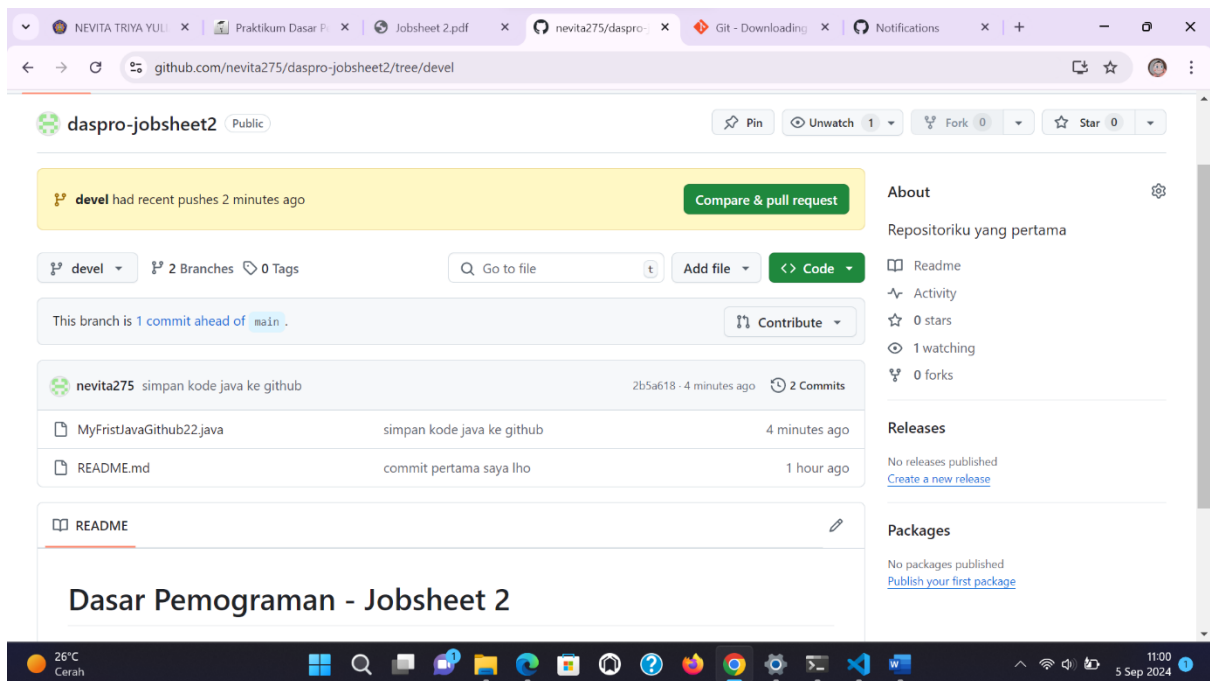 NEVITA TRIYA YUL
Praktikum Dasar P
Jobsheet 2.pdf
nevita275/daspro-
Git - Downloading
Notifications
github.com/nevita275/daspro-jobsheet2/tree/devel
daspro-jobsheet2 Public
Pin
Unwatch 1
Fork 0
Star 0
devel had recent pushes 2 minutes ago
Compare & pull request
devel
2 Branches
0 Tags
Go to file
t
Add file
<> Code
This branch is 1 commit ahead of main .
Contribute
nevita275 simpan kode java ke github 2b5a618 · 4 minutes ago 2 Commits
MyFristJavaGithub22.java simpan kode java ke github 4 minutes ago
README.md commit pertama saya lho 1 hour ago
README
Dasar Pemograman - Jobsheet 2
About
Repositoriku yang pertama
Readme
Activity
0 stars
1 watching
0 forks
Releases
No releases published
Create a new release
Packages
No packages published
Publish your first package
26°C
Cerah
1
11:00
5 Sep 2024
1